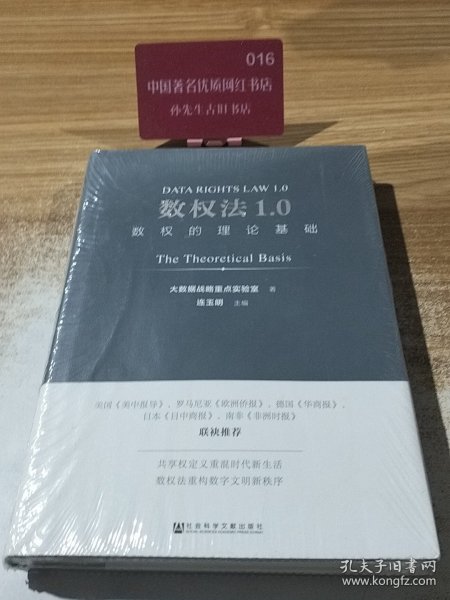 016
中国著名优质网红书店
孙先生古旧书店
DATA RIGHTS LAW 1.0
数权法 1.0
数权的理论基础
The Theoretical Basis
大数据战略重点实验室 著
连玉明 主编
美国《美中报导》、罗马尼亚《欧洲侨报》、德国《华商报》、
日本《日中商报》、南非《非洲时报》
联袂推荐
共享权定义重混时代新生活
数权法重构数字文明新秩序
社会科学文献出版社
SOCIAL SCIENCES ACADEMIC PRESS (CHINA)
孔夫子旧书网
www.kongfz.com